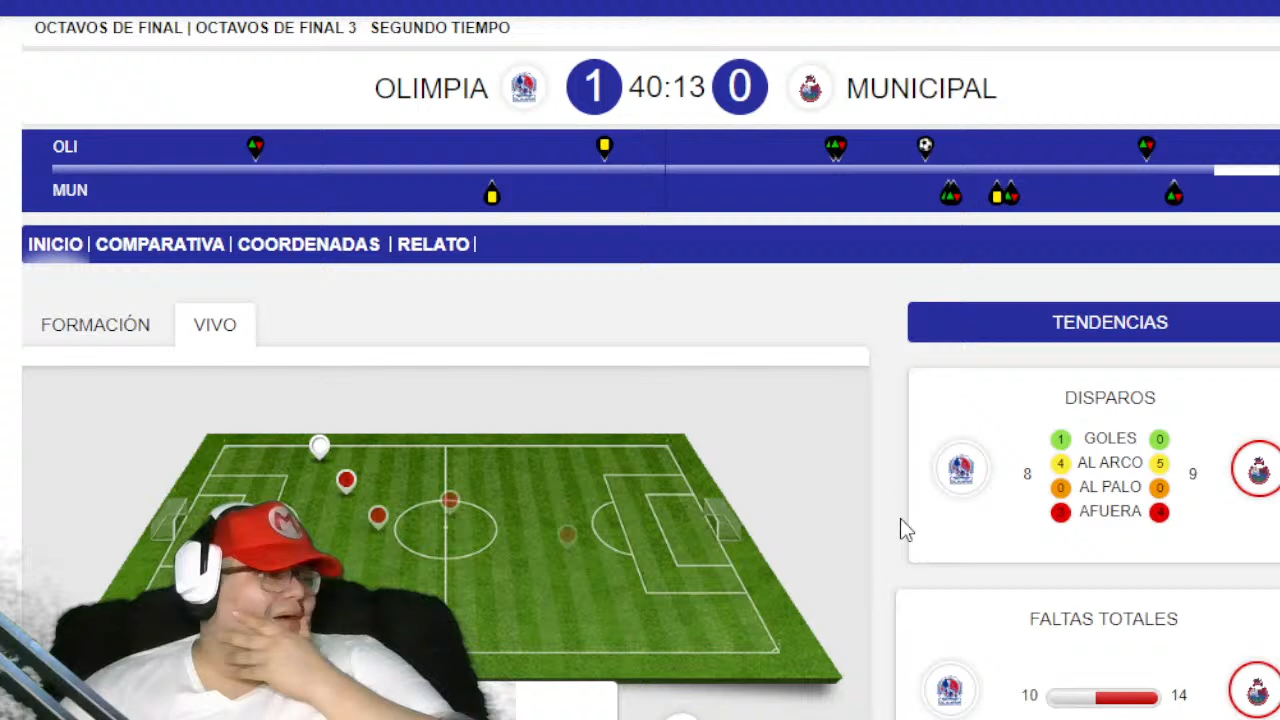 OCTAVOS DE FINAL | OCTAVOS DE FINAL 3 SEGUNDO TIEMPO
OLIMPIA 1 40:13 0 MUNICIPAL
OLI
MUN
INICIO | COMPARATIVA | COORDENADAS | RELATO |
FORMACIÓN VIVO
TENDENCIAS
DISPAROS
1 GOLES 0
8 4 AL ARCO 5 9
0 AL PALO 0
3 AFUERA 4
FALTAS TOTALES
10 14
M